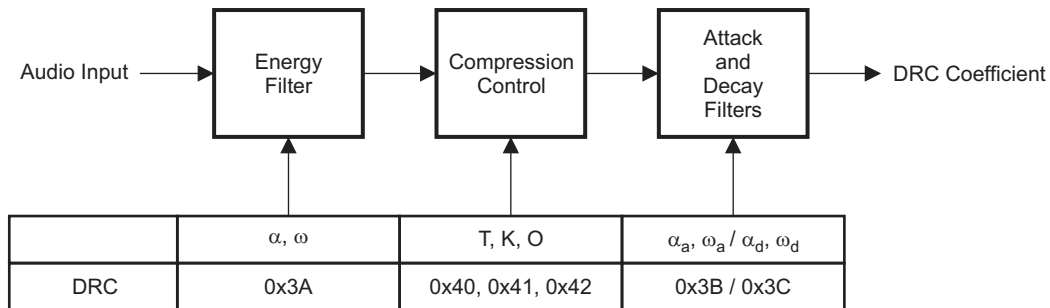 Audio Input
Energy
Filter
Compression
Control
Attack
and
Decay
Filters
DRC Coefficient
α, ω
T, K, O
αa, ωa / αd, ωd
DRC
0x3A
0x40, 0x41, 0x42
0x3B / 0x3C